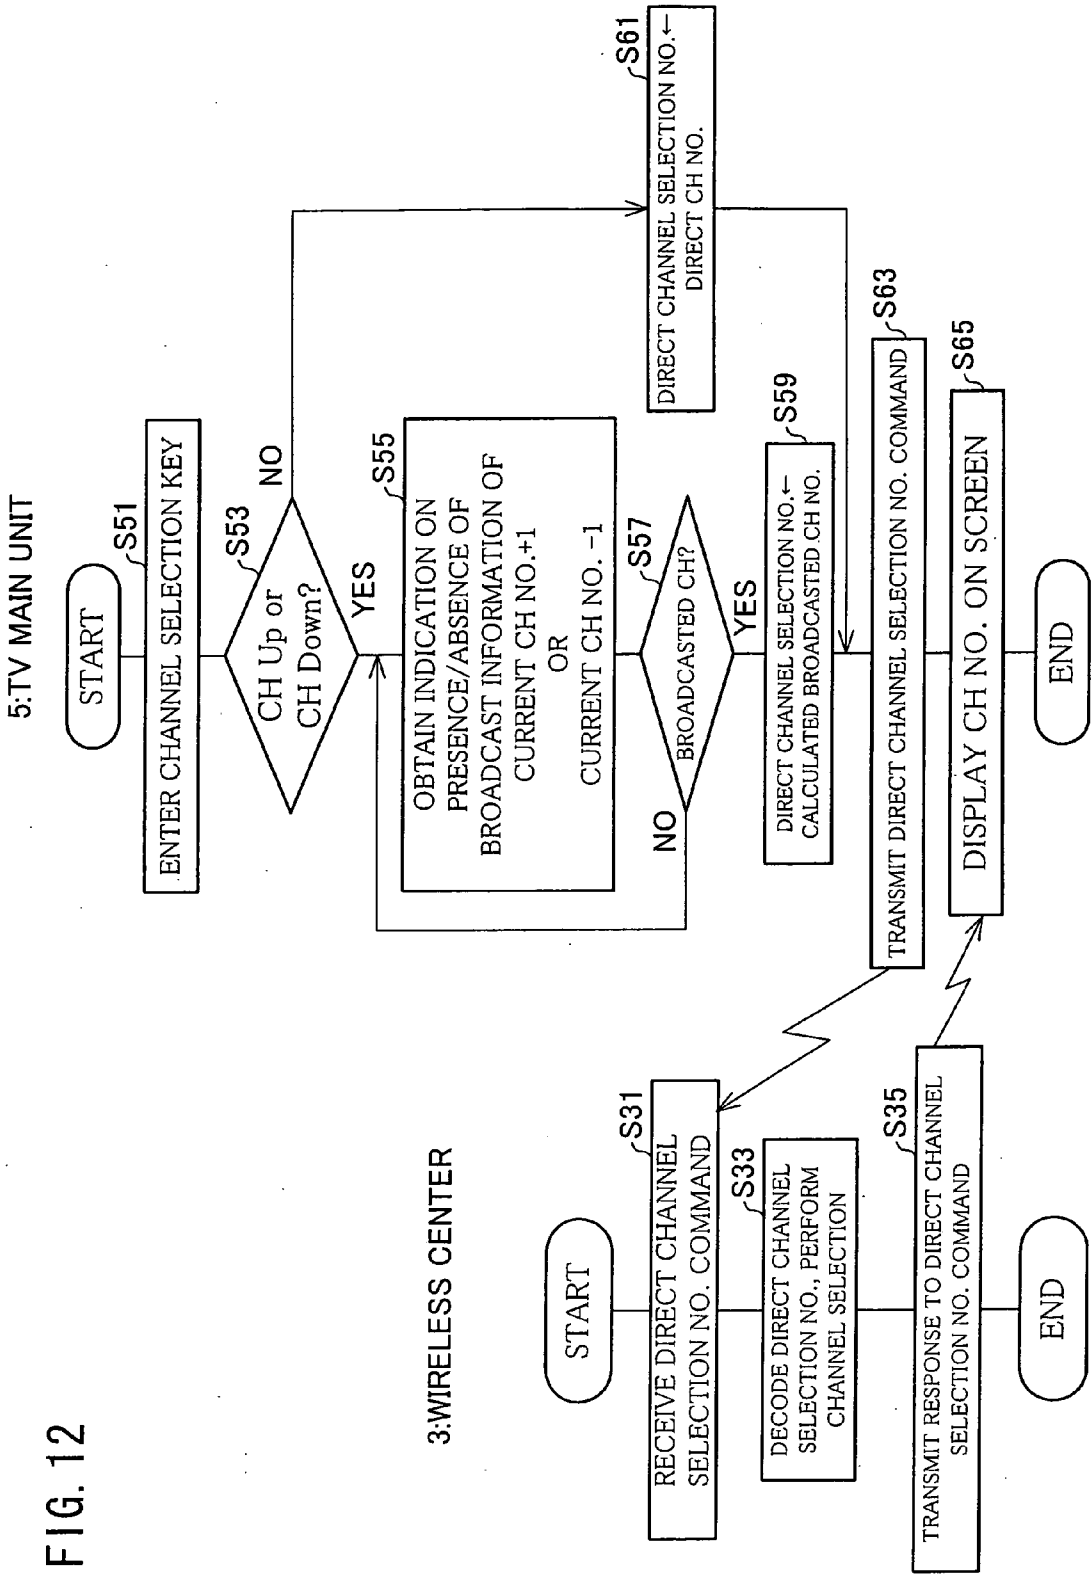 FIG. 12
3:WIRELESS CENTER
START
S31
RECEIVE DIRECT CHANNEL
SELECTION NO. COMMAND
S33
DECODE DIRECT CHANNEL
SELECTION NO., PERFORM
CHANNEL SELECTION
S35
TRANSMIT RESPONSE TO DIRECT CHANNEL
SELECTION NO. COMMAND
END
5:TV MAIN UNIT
START
S51
ENTER CHANNEL SELECTION KEY
S53
CH Up or
CH Down?
NO
YES
S55
OBTAIN INDICATION ON
PRESENCE/ABSENCE OF
BROADCAST INFORMATION OF
CURRENT CH NO.+1
OR
CURRENT CH NO. -1
S57
BROADCASTED CH?
NO
YES
S59
DIRECT CHANNEL SELECTION NO.←
CALCULATED BROADCASTED CH NO.
S61
DIRECT CHANNEL SELECTION NO.←
DIRECT CH NO.
S63
TRANSMIT DIRECT CHANNEL SELECTION NO. COMMAND
S65
DISPLAY CH NO. ON SCREEN
END